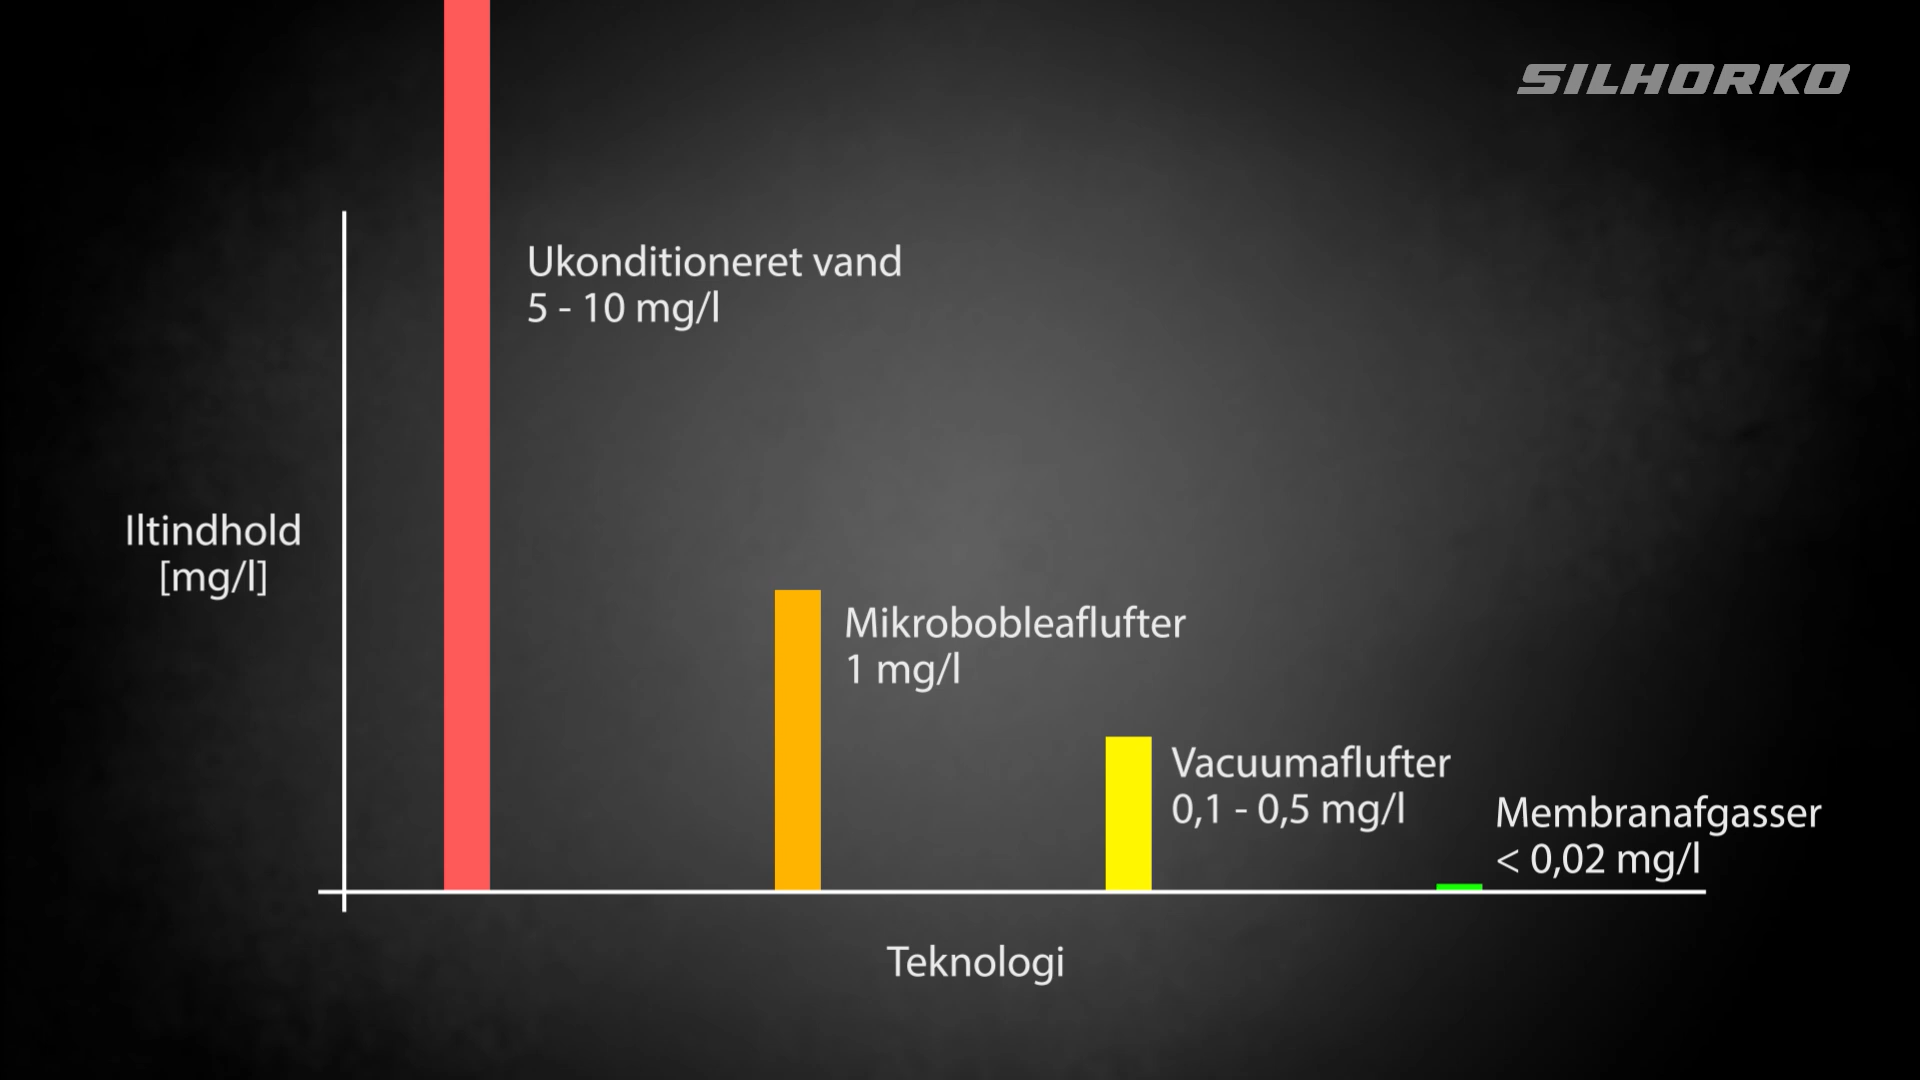 SILHORKO
Ukonditioneret vand
5 - 10 mg/l
Iltindhold
[mg/l]
Mikrobobleaflufter
1 mg/l
Vacuumaflufter
0,1 - 0,5 mg/l
Membranafgasser
< 0,02 mg/l
Teknologi